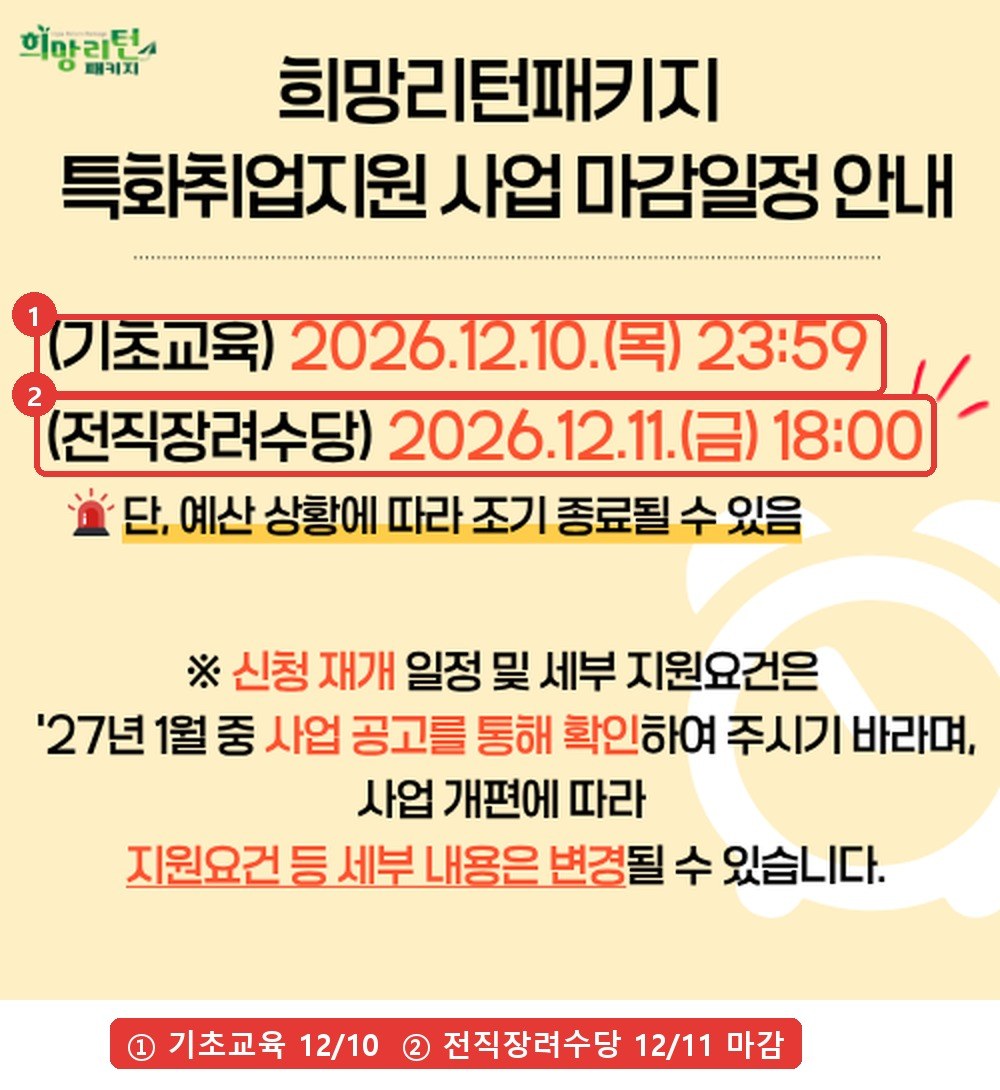 희망리턴
패키지
희망리턴패키지
특화취업지원 사업 마감일정 안내
1
(기초교육) 2026.12.10.(목) 23:59
2
(전직장려수당) 2026.12.11.(금) 18:00
단, 예산 상황에 따라 조기 종료될 수 있음
※ 신청 재개 일정 및 세부 지원요건은
'27년 1월 중 사업 공고를 통해 확인하여 주시기 바라며,
사업 개편에 따라
지원요건 등 세부 내용은 변경될 수 있습니다.
① 기초교육 12/10 ② 전직장려수당 12/11 마감